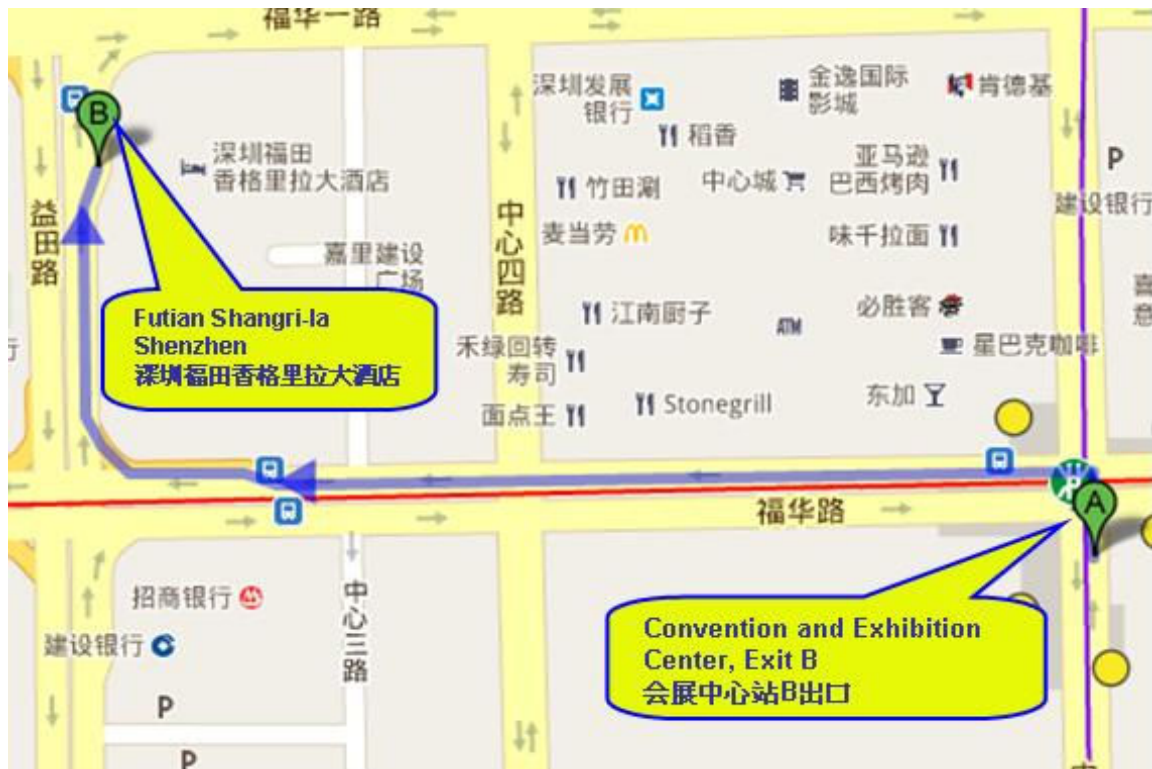 福华一路
B
深圳福田
香格里拉大酒店
益
田
路
嘉里建设
广场
Futian Shangri-la
Shenzhen
深圳福田香格里拉大酒店
中
心
四
路
深圳发展
银行
金逸国际
影城
肯德基
稻香
竹田涮
中心城
亚马逊
巴西烤肉
P
建设银行
麦当劳
味千拉面
江南厨子
ATM
必胜客
喜
意
禾绿回转
寿司
星巴克咖啡
面点王
Stonegrill
东加
行
福华路
A
招商银行
建设银行
中
心
三
路
Convention and Exhibition
Center, Exit B
会展中心站B出口
P
P